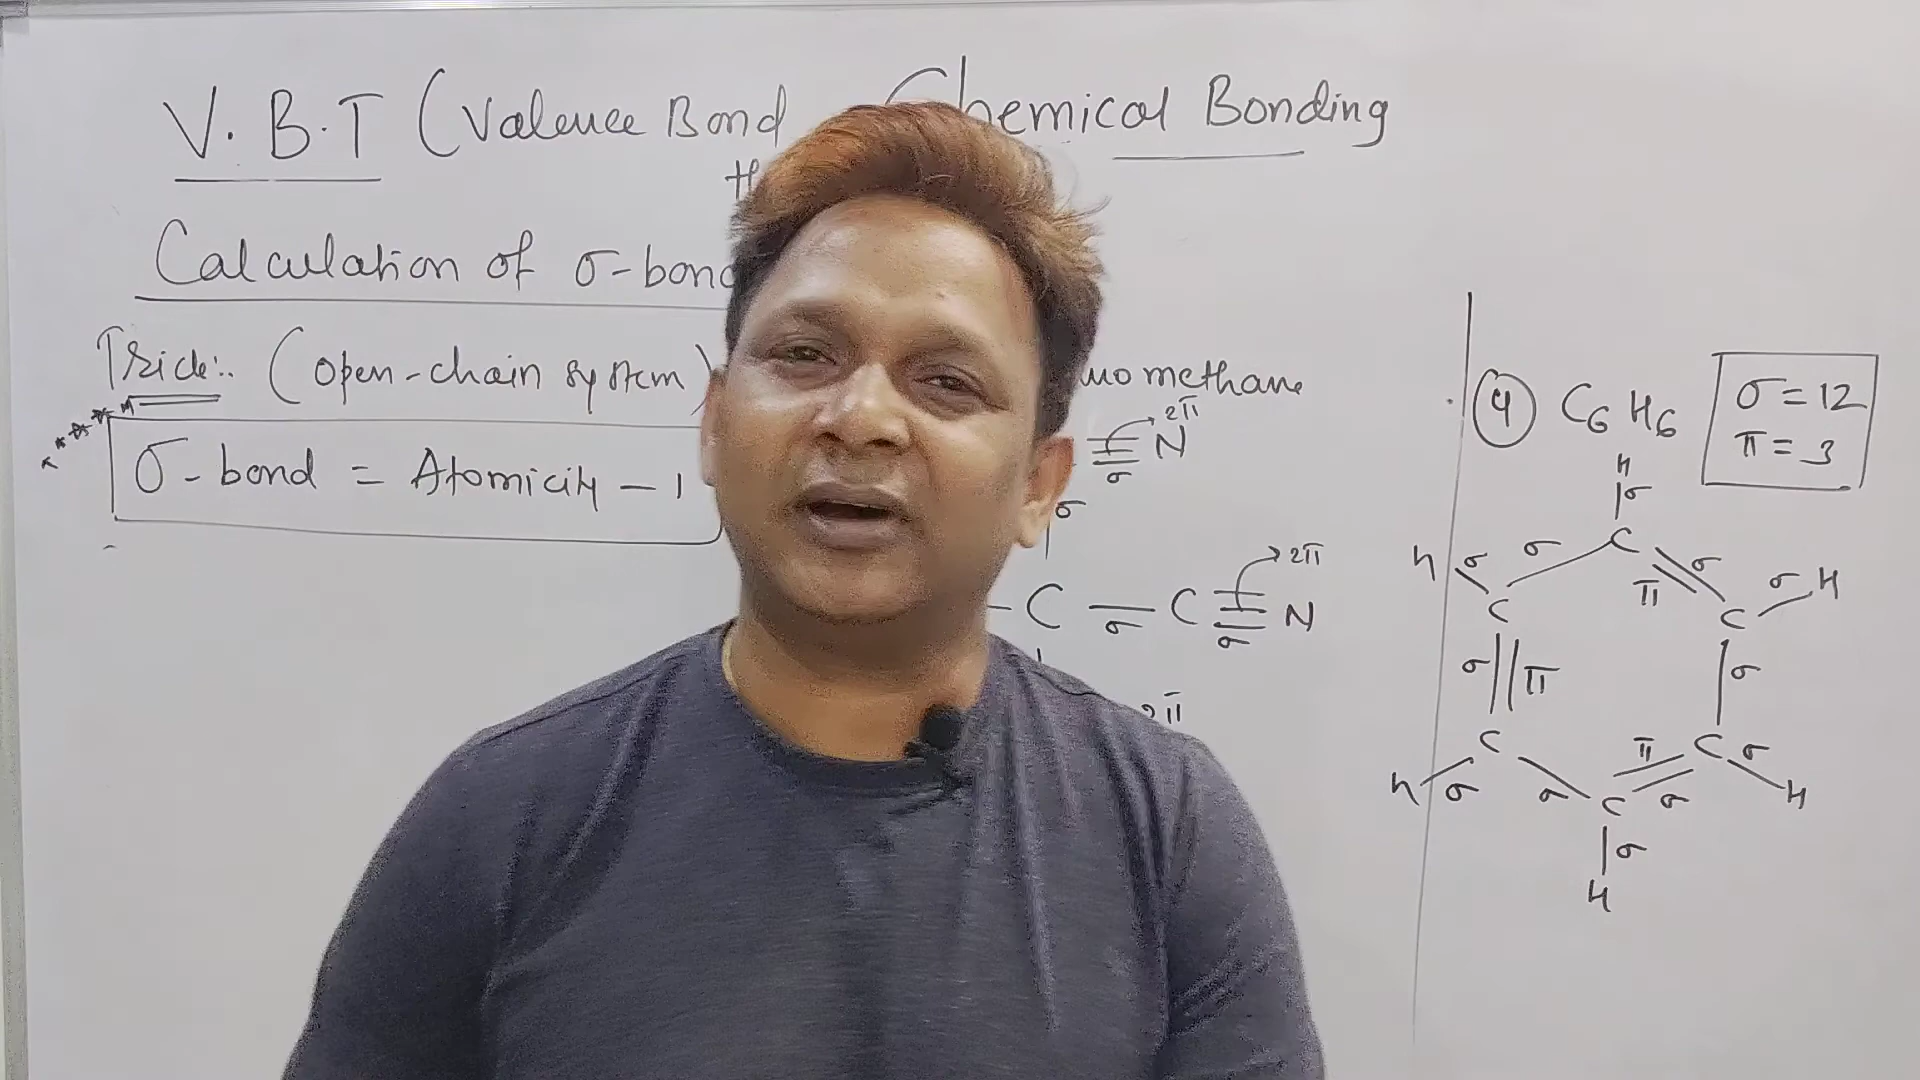 V.B.T (Valence Bond
Chemical Bonding
Calculation of σ-bond
Trick:. (open-chain system)
σ-bond = Atomicity - 1
methane
2π
≡ N
σ
σ
2π
- C - C ≡ N
σ σ
2π
4 C6H6
σ = 12
π = 3
H
σ
C
H σ σ
π σ
σ H
C
C
σ π
σ
C
π
C σ
H σ
σ
C
σ
H
σ
H